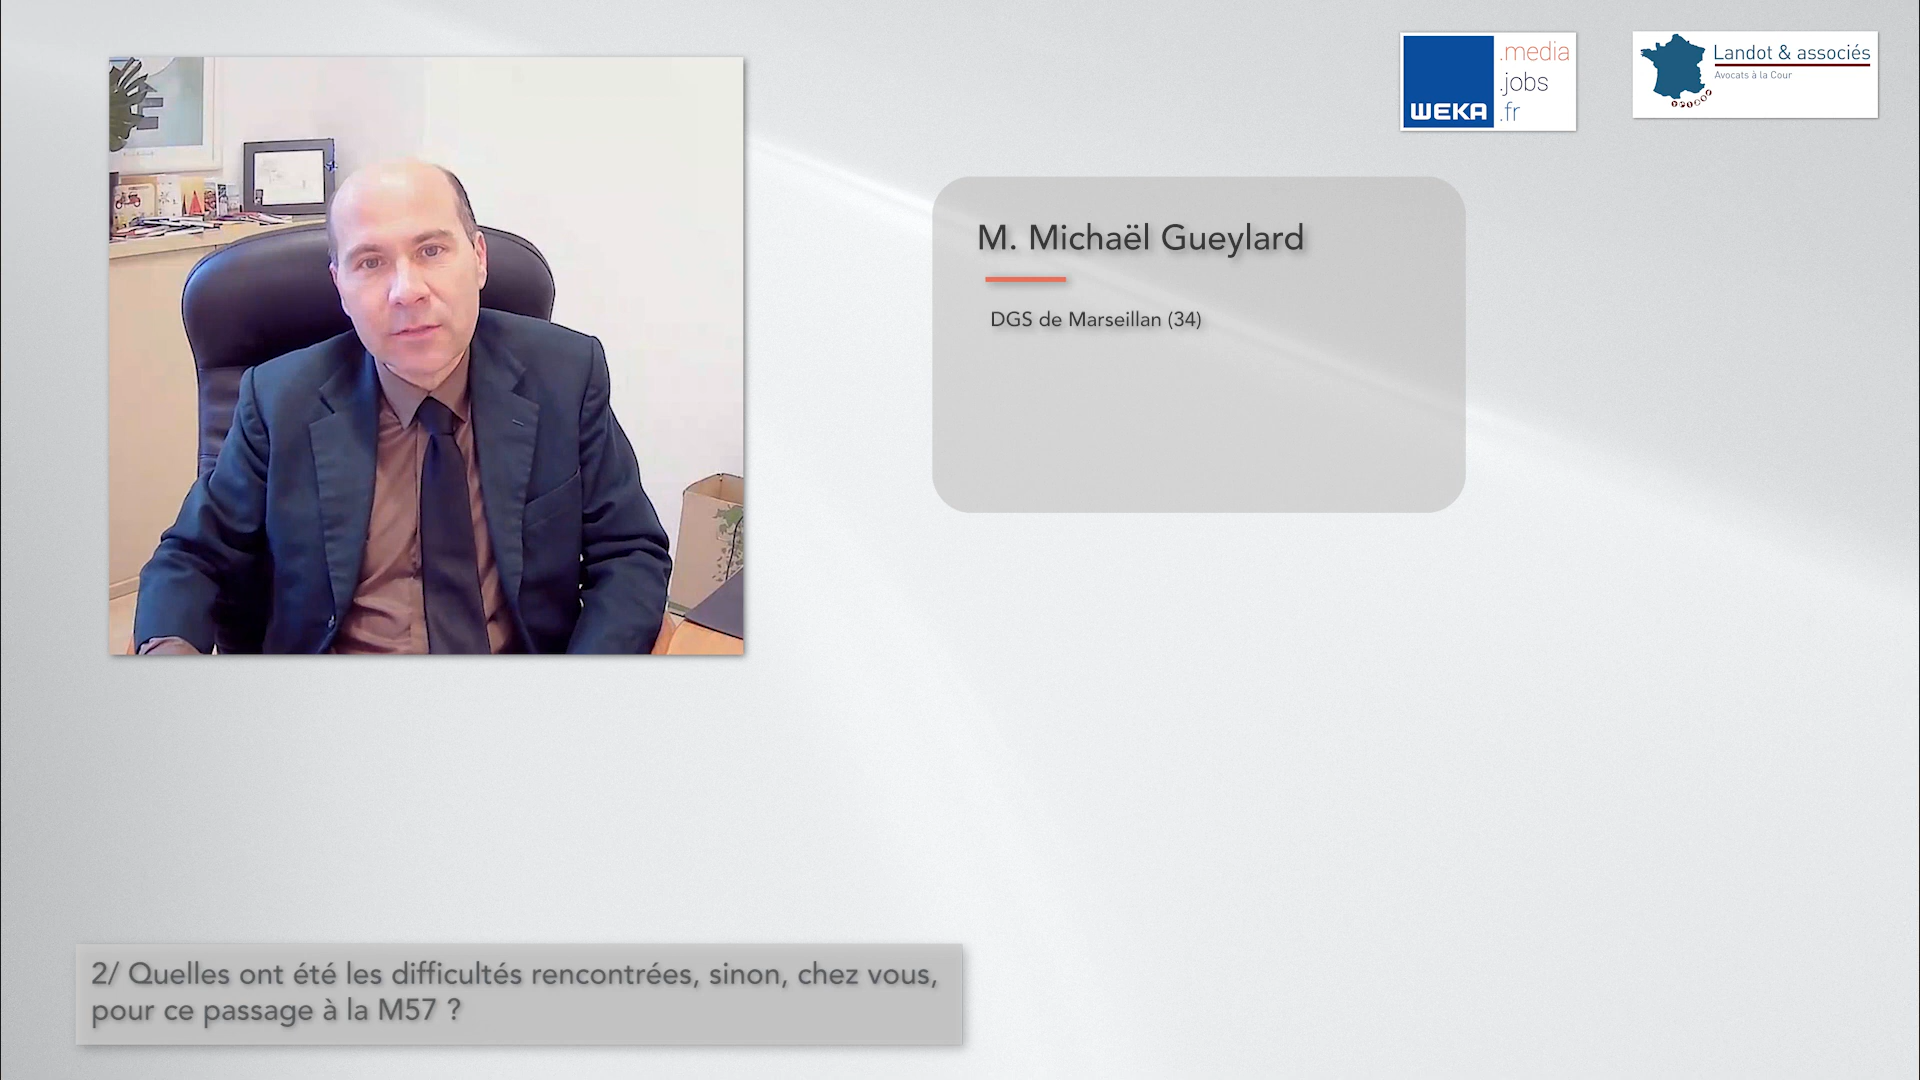 .media
.jobs
.fr
WEKA
Landot & associés
Avocats à la Cour
M. Michaël Gueylard
DGS de Marseillan (34)
2/ Quelles ont été les difficultés rencontrées, sinon, chez vous,
pour ce passage à la M57 ?